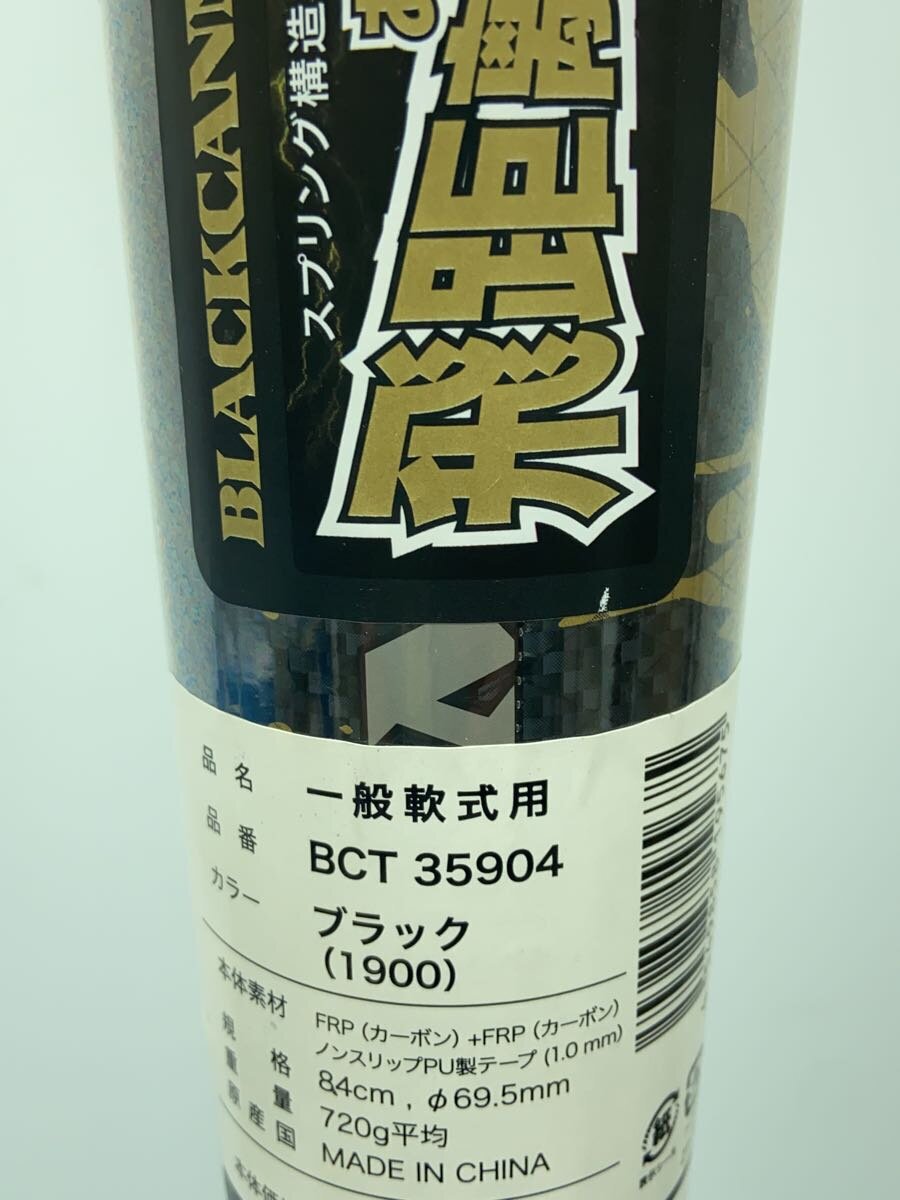 BLACKCAN
スプリング構造
品名 一般軟式用
品番 BCT 35904
カラー ブラック
(1900)
本体素材 FRP (カーボン) +FRP (カーボン)
ノンスリップPU製テープ (1.0 mm)
規格 84cm , φ69.5mm
重量 720g平均
原産国 MADE IN CHINA